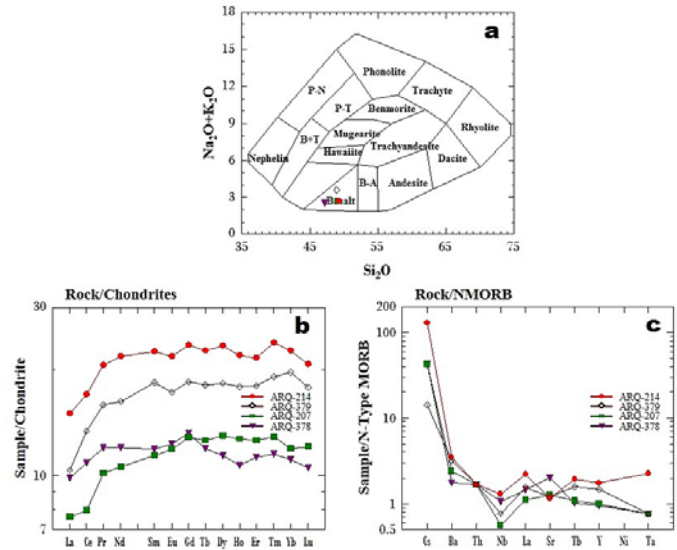 a
18
15
12
9
6
3
0
Na₂O+K₂O
Phonolite
P-N
Trachyte
P-T
Benmorite
Rhyolite
B+T
Mugearite
Trachyandesite
Hawaiite
Nephelin
Dacite
B-A
Andesite
Basalt
35 45 55 65 75
Si₂O
Rock/Chondrites
b
30
10
7
Sample/Chondrite
ARQ-214
ARQ-379
ARQ-207
ARQ-378
La Ce Pr Nd Sm Eu Gd Tb Dy Ho Er Tm Yb Lu
Rock/NMORB
c
200
100
10
1
0.5
Sample/N-Type MORB
ARQ-214
ARQ-379
ARQ-207
ARQ-378
Cs Ba Th Nb La Sr Tb Y Ni Ta